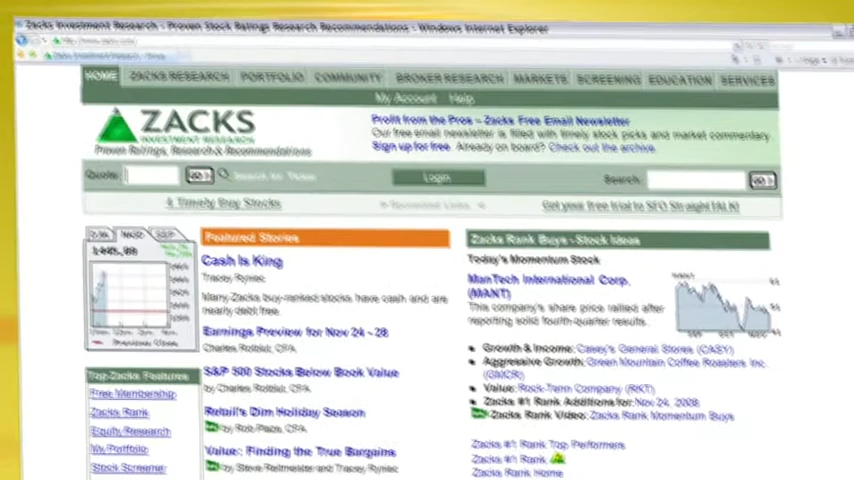 Zacks Investment Research - Proven Stock Ratings Research Recommendations - Windows Internet Explorer
HOME ZACKS RESEARCH PORTFOLIO COMMUNITY BROKER RESEARCH MARKETS SCREENING EDUCATION SERVICES
My Account Help
ZACKS
INVESTMENT RESEARCH
Proven Ratings, Research & Recommendations
Profit from the Pros - Zacks Free Email Newsletter
Our free email newsletter is filled with timely stock picks and market commentary.
Sign up for free. Already on board? Check out the archive.
Quote: Login Search:
4 Timely Buy Stocks Sponsored Links Get your free trial to SFO StraightTALK!
Featured Stories
Cash Is King
Tracey Ryniec
Many Zacks buy-ranked stocks have cash and are
nearly debt free.
Earnings Preview for Nov 24 - 28
Charles Rotblut, CFA
S&P 500 Stocks Below Book Value
by Charles Rotblut, CFA
Retail's Dim Holiday Season
by Rob Plaza, CFA
Value: Finding the True Bargains
by Steve Reitmeister and Tracey Ryniec
Top Zacks Features
Free Membership
Zacks Rank
Equity Research
My Portfolio
Stock Screener
Zacks Rank Buys - Stock Ideas
Today's Momentum Stock
ManTech International Corp.
(MANT)
This company's share price rallied after
reporting solid fourth-quarter results.
Growth & Income: Casey's General Stores (CASY)
Aggressive Growth: Green Mountain Coffee Roasters Inc.
(GMCR)
Value: Rock-Tenn Company (RKT)
Zacks #1 Rank Additions for Nov 24, 2008
Zacks Rank Video: Zacks Rank Momentum Buys
Zacks #1 Rank Top Performers
Zacks #1 Rank
Zacks Rank Home